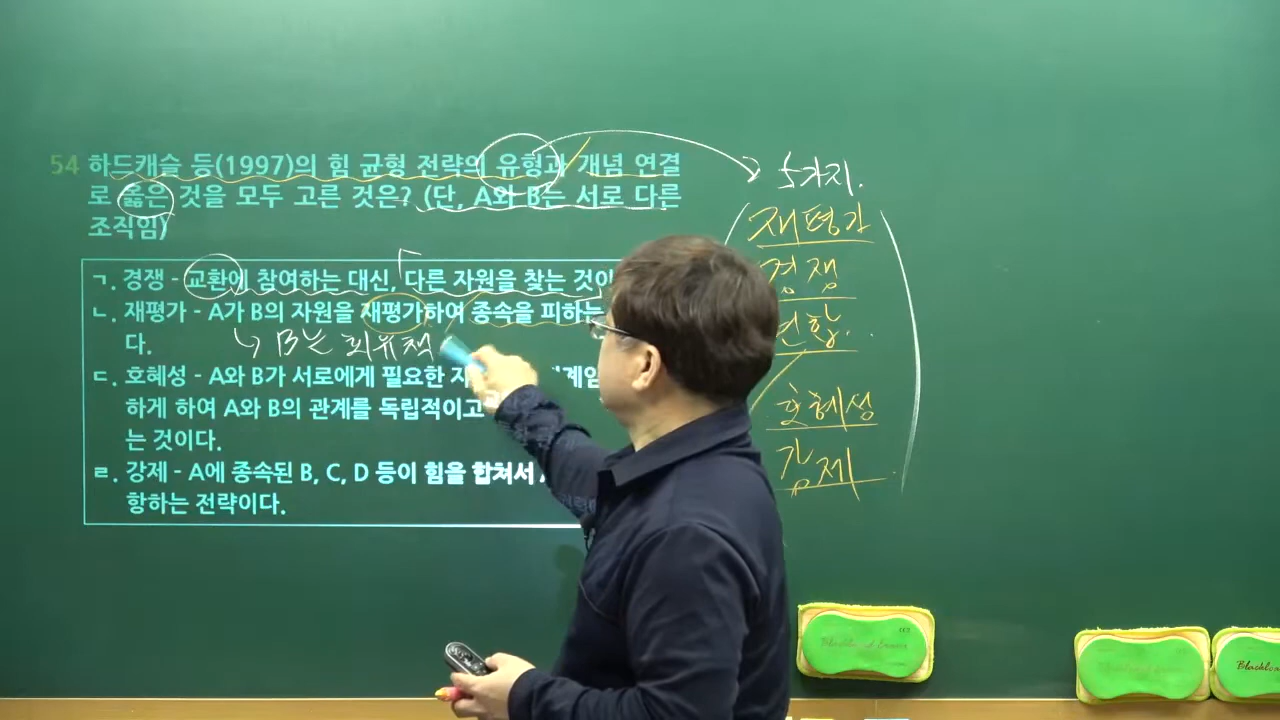 54 하드캐슬 등(1997)의 힘 균형 전략의 유형과 개념 연결
로 옳은 것을 모두 고른 것은? (단, A와 B는 서로 다른
조직임)
ㄱ. 경쟁 - 교환에 참여하는 대신, 다른 자원을 찾는 것이
ㄴ. 재평가 - A가 B의 자원을 재평가하여 종속을 피하는
다.
B는 회유책
ㄷ. 호혜성 - A와 B가 서로에게 필요한
하게 하여 A와 B의 관계를 독립적이고
는 것이다.
ㄹ. 강제 - A에 종속된 B, C, D 등이 힘을 합쳐서
항하는 전략이다.
5가지.
재평가
경쟁
연합
호혜성
강제
Blackboard Eraser